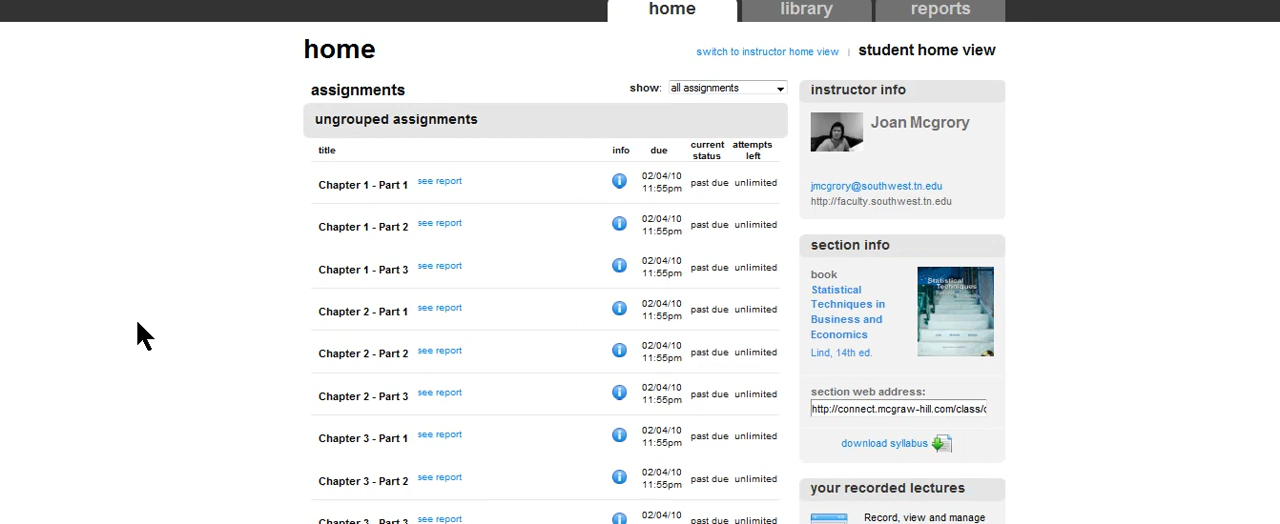 home library reports
home
switch to instructor home view | student home view
assignments
show: all assignments
ungrouped assignments
title info due current status attempts left
Chapter 1 - Part 1 see report 02/04/10 11:55pm past due unlimited
Chapter 1 - Part 2 see report 02/04/10 11:55pm past due unlimited
Chapter 1 - Part 3 see report 02/04/10 11:55pm past due unlimited
Chapter 2 - Part 1 see report 02/04/10 11:55pm past due unlimited
Chapter 2 - Part 2 see report 02/04/10 11:55pm past due unlimited
Chapter 2 - Part 3 see report 02/04/10 11:55pm past due unlimited
Chapter 3 - Part 1 see report 02/04/10 11:55pm past due unlimited
Chapter 3 - Part 2 see report 02/04/10 11:55pm past due unlimited
Chapter 3 - Part 3 see report 02/04/10
instructor info
Joan Mcgrory
jmcgrory@southwest.tn.edu
http://faculty.southwest.tn.edu
section info
book
Statistical
Techniques in
Business and
Economics
Lind, 14th ed.
Statistical
Techniques
section web address:
http://connect.mcgraw-hill.com/class/
download syllabus
your recorded lectures
Record, view and manage